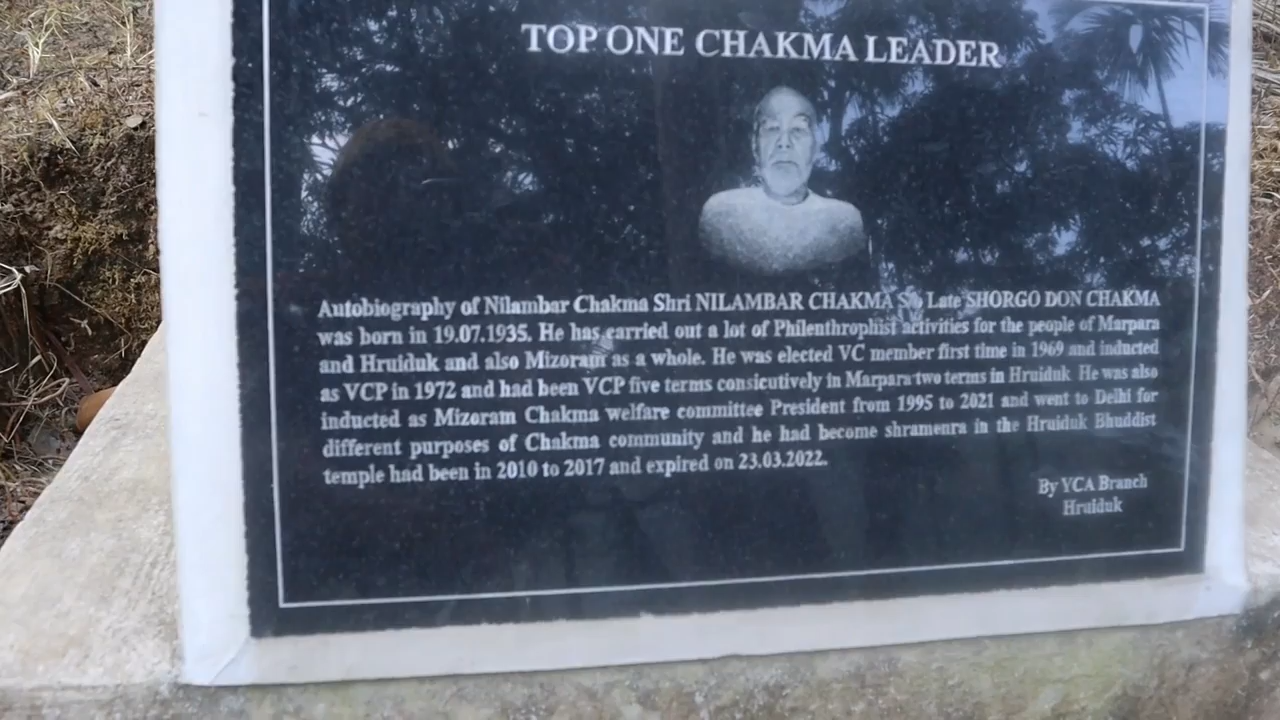 TOP ONE CHAKMA LEADER
Autobiography of Nilambar Chakma Shri NILAMBAR CHAKMA S/o Late SHORGO DON CHAKMA
was born in 19.07.1935. He has carried out a lot of Philenthrophist activities for the people of Marpara
and Hruiduk and also Mizoram as a whole. He was elected VC member first time in 1969 and inducted
as VCP in 1972 and had been VCP five terms consicutively in Marpara two terms in Hruiduk He was also
inducted as Mizoram Chakma welfare committee President from 1995 to 2021 and went to Delhi for
different purposes of Chakma community and he had become shramenra in the Hruiduk Bhuddist
temple had been in 2010 to 2017 and expired on 23.03.2022.
By YCA Branch
Hruiduk